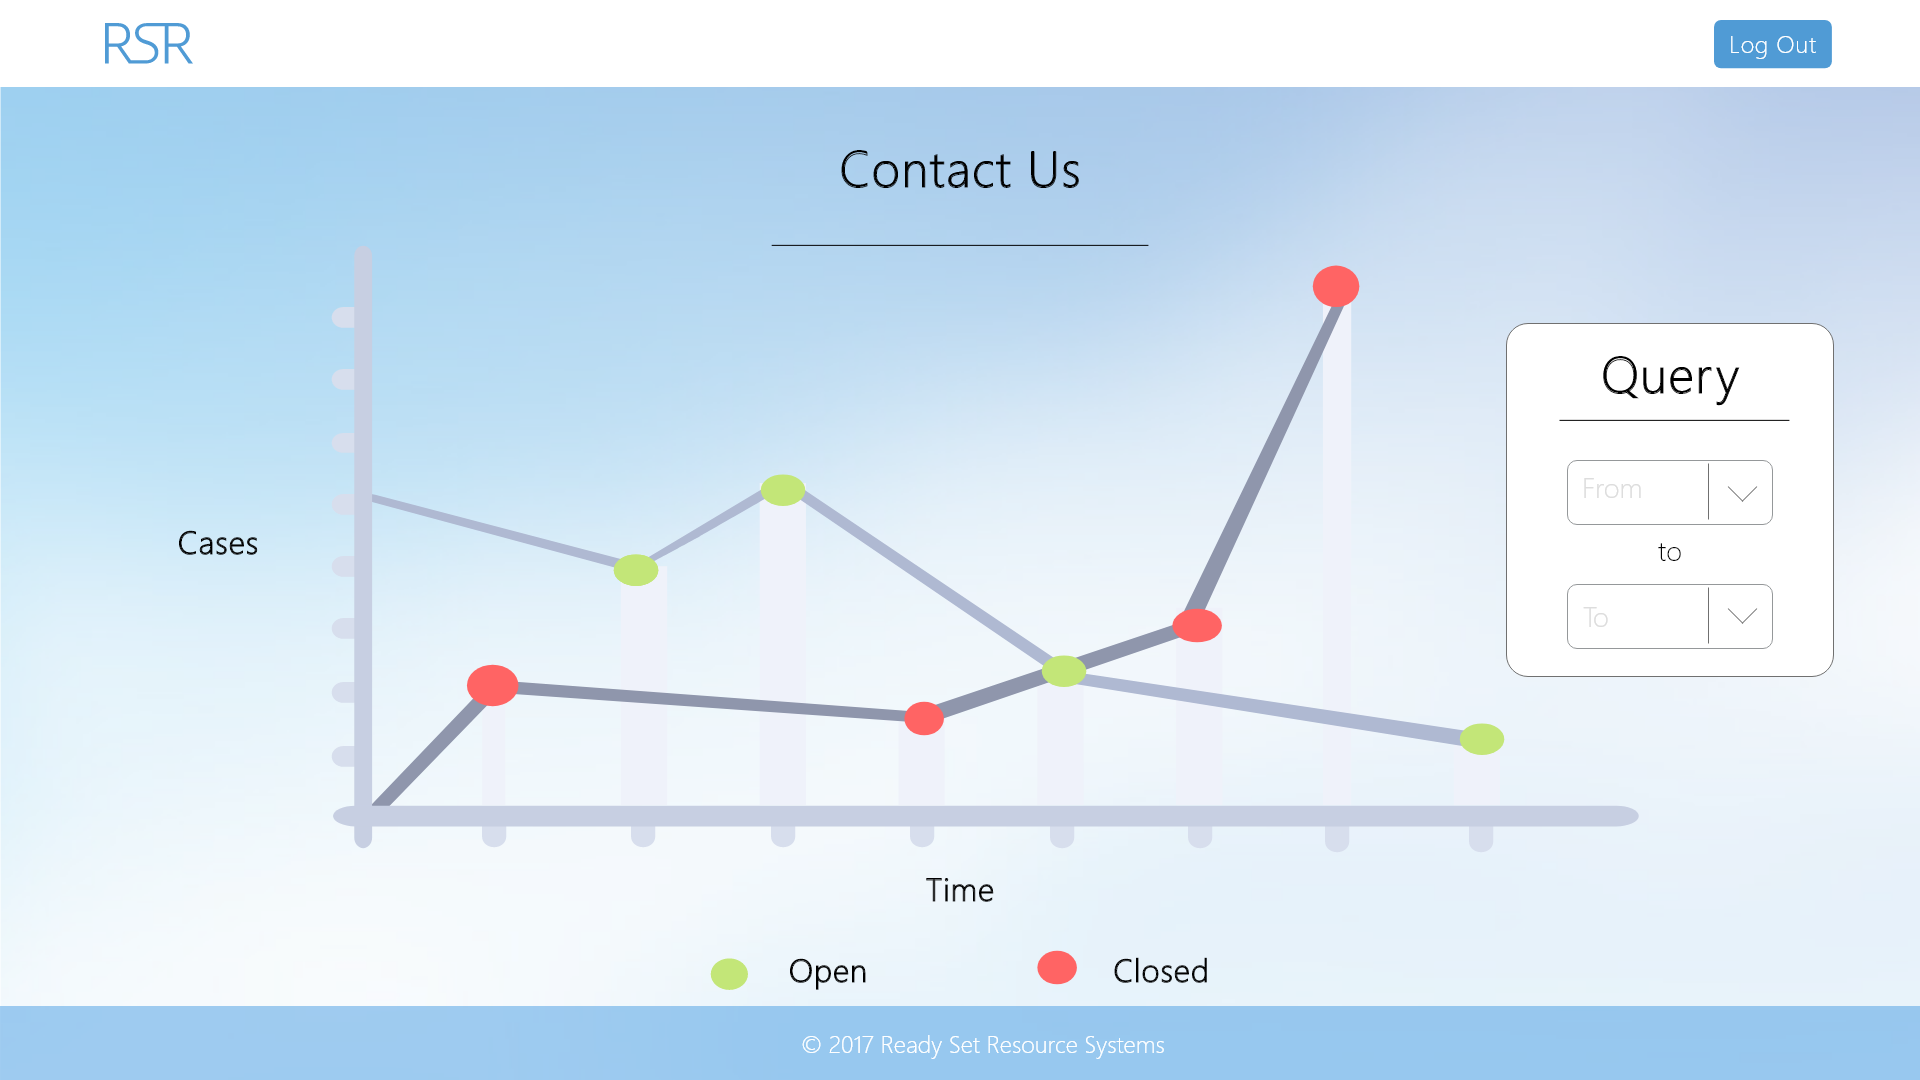 RSR
Log Out
Contact Us
Query
From
to
To
Cases
Time
Open
Closed
© 2017 Ready Set Resource Systems